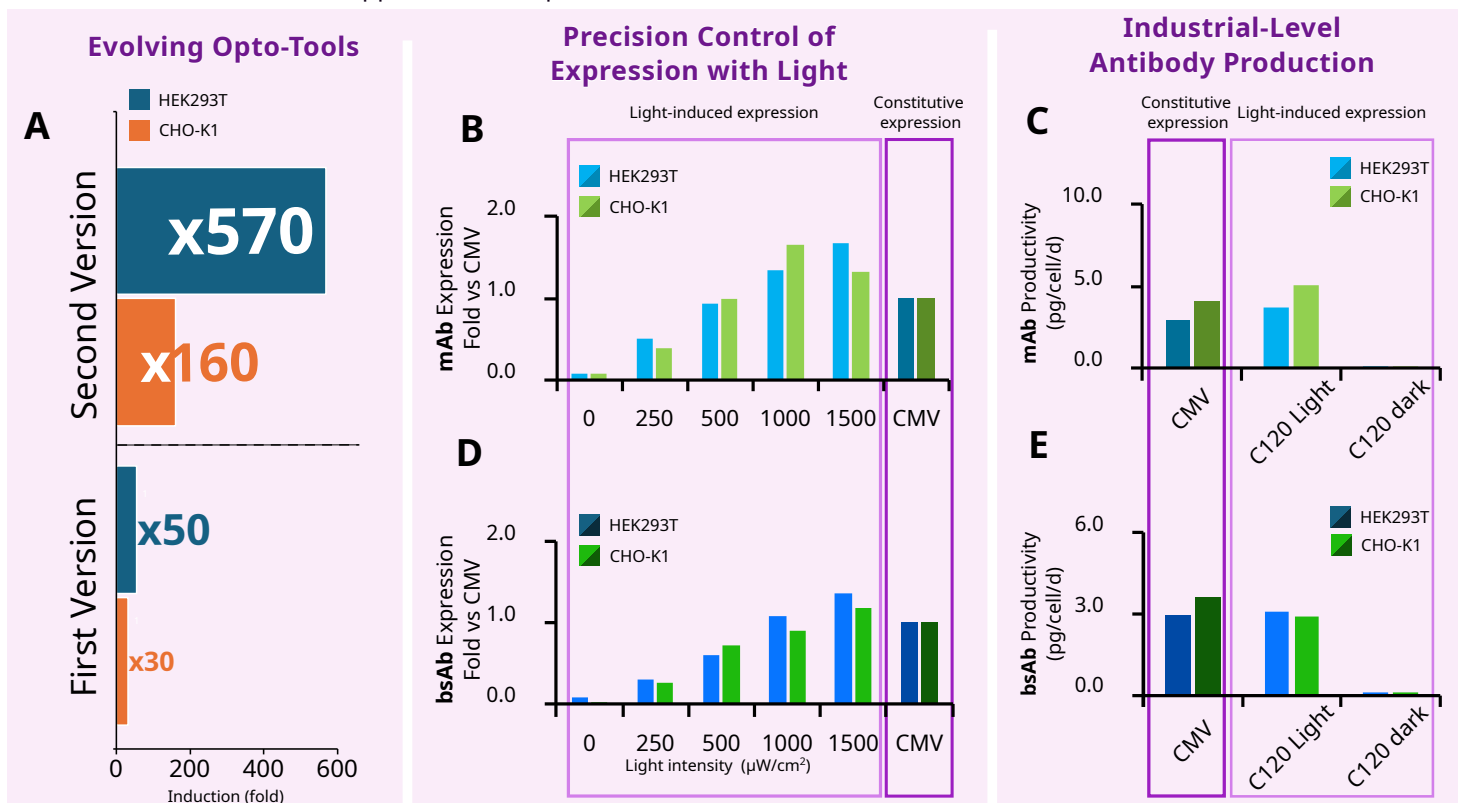 Evolving Opto-Tools
A
HEK293T
CHO-K1
Second Version
x570
x160
First Version
x50
x30
0 200 400 600
Induction (fold)
Precision Control of
Expression with Light
B
Light-induced expression
Constitutive
expression
HEK293T
CHO-K1
mAb Expression
Fold vs CMV
2.0
1.0
0.0
0 250 500 1000 1500 CMV
D
HEK293T
CHO-K1
bsAb Expression
Fold vs CMV
2.0
1.0
0.0
0 250 500 1000 1500 CMV
Light intensity (µW/cm²)
Industrial-Level
Antibody Production
C
Constitutive
expression
Light-induced expression
HEK293T
CHO-K1
mAb Productivity
(pg/cell/d)
10.0
5.0
0.0
CMV
C120 Light
C120 dark
E
HEK293T
CHO-K1
bsAb Productivity
(pg/cell/d)
6.0
3.0
0.0
CMV
C120 Light
C120 dark